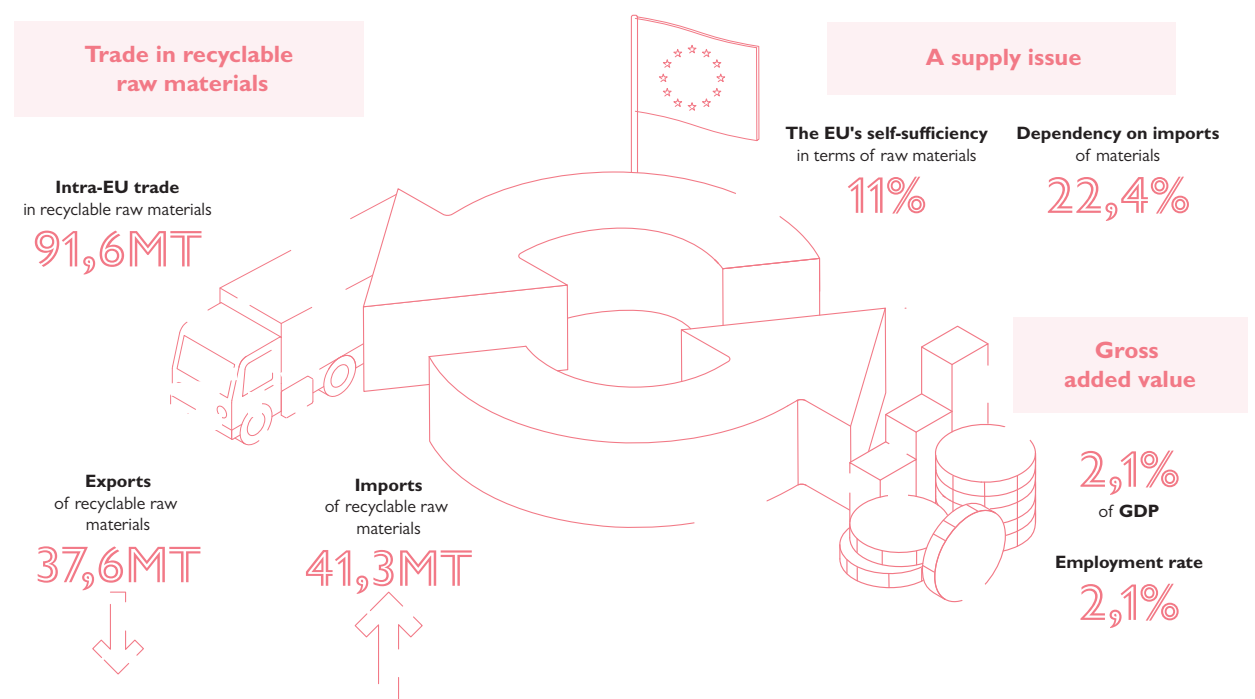 Trade in recyclable
raw materials
Intra-EU trade
in recyclable raw materials
91,6MT
Exports
of recyclable raw
materials
37,6MT
Imports
of recyclable raw
materials
41,3MT
A supply issue
The EU's self-sufficiency
in terms of raw materials
11%
Dependency on imports
of materials
22,4%
Gross
added value
2,1%
of GDP
Employment rate
2,1%